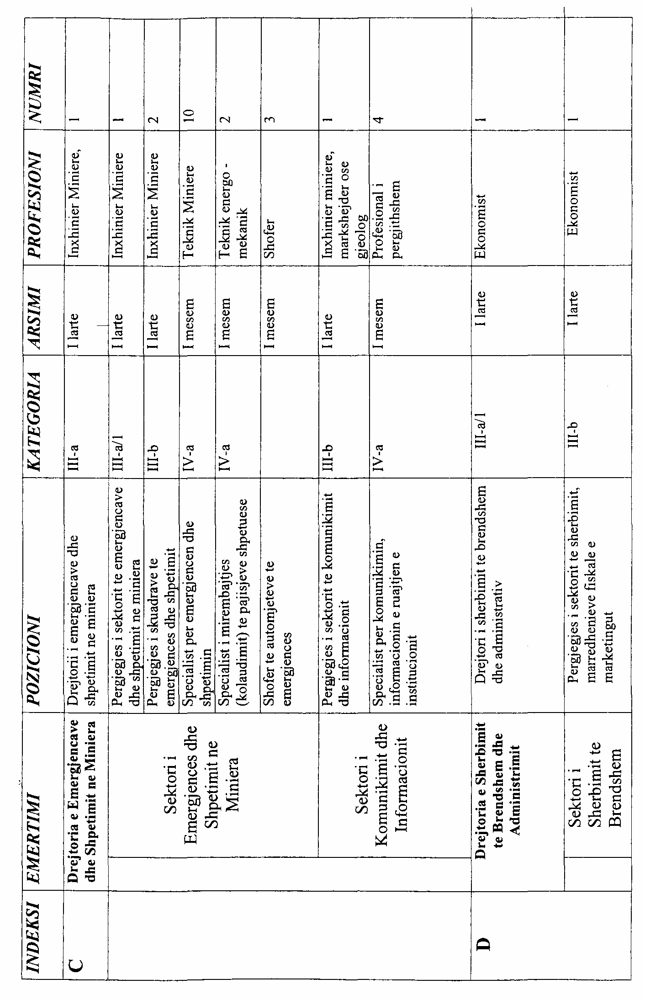 INDEKSI EMERTIMI POZICIONI KATEGORIA ARSIMI PROFESIONI NUMRI
C
Drejtoria e Emergjencave
dhe Shpetimit ne Miniera
Drejtorii i emergjencave dhe
shpetimit ne miniera
III-a
I larte
Inxhinier Miniere,
1
Sektori i
Emergjences dhe
Shpetimit ne
Miniera
Pergjegjes i sektorit te emergjencave
dhe shpetimit ne miniera
III-a/1
I larte
Inxhinier Miniere
1
Pergjegjes i skuadrave te
emergjences dhe shpetimit
III-b
I larte
Inxhinier Miniere
2
Specialist per emergjencen dhe
shpetimin
IV-a
I mesem
Teknik Miniere
10
Specialist i mirembajtjes
(kolaudimit) te pajisjeve shpetuese
IV-a
I mesem
Teknik energo -
mekanik
2
Shofer te automjeteve te
emergjences
I mesem
Shofer
3
Sektori i
Komunikimit dhe
Informacionit
Pergjegjes i sektorit te komunikimit
dhe informacionit
III-b
I larte
Inxhinier miniere,
markshejder ose
gjeolog
1
Specialist per komunikimin,
informacionin e ruajtjen e
institucionit
IV-a
I mesem
Profesional i
pergjithshem
4
D
Drejtoria e Sherbimit
te Brendshem dhe
Administrimit
Drejtori i sherbimit te brendshem
dhe administrativ
III-a/1
I larte
Ekonomist
1
Sektori i
Sherbimit te
Brendshem
Pergjegjes i sektorit te sherbimit,
marredhenieve fiskale e
marketingut
III-b
I larte
Ekonomist
1